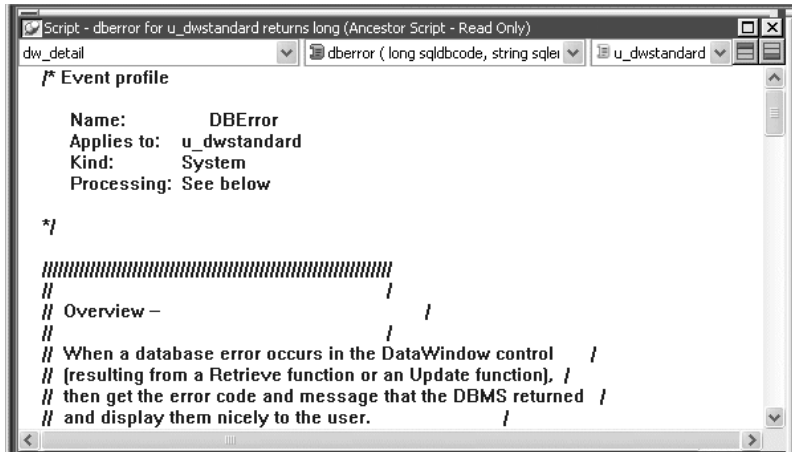 Script - dberror for u_dwstandard returns long (Ancestor Script - Read Only)
dw_detail dberror ( long sqldbcode, string sqler u_dwstandard
/* Event profile
Name: DBError
Applies to: u_dwstandard
Kind: System
Processing: See below
*/
//////////////////////////////////////////////////////////////////
// /
// Overview – /
// /
// When a database error occurs in the DataWindow control /
// (resulting from a Retrieve function or an Update function), /
// then get the error code and message that the DBMS returned /
// and display them nicely to the user. /